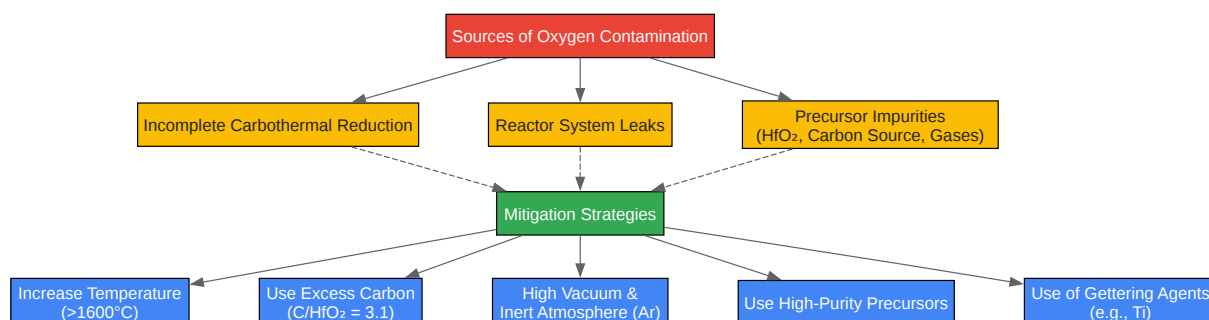 Sources of Oxygen Contamination
Incomplete Carbothermal Reduction
Reactor System Leaks
Precursor Impurities
(HfO₂, Carbon Source, Gases)
Mitigation Strategies
Increase Temperature
(>1600°C)
Use Excess Carbon
(C/HfO₂ = 3.1)
High Vacuum &
Inert Atmosphere (Ar)
Use High-Purity Precursors
Use of Gettering Agents
(e.g., Ti)